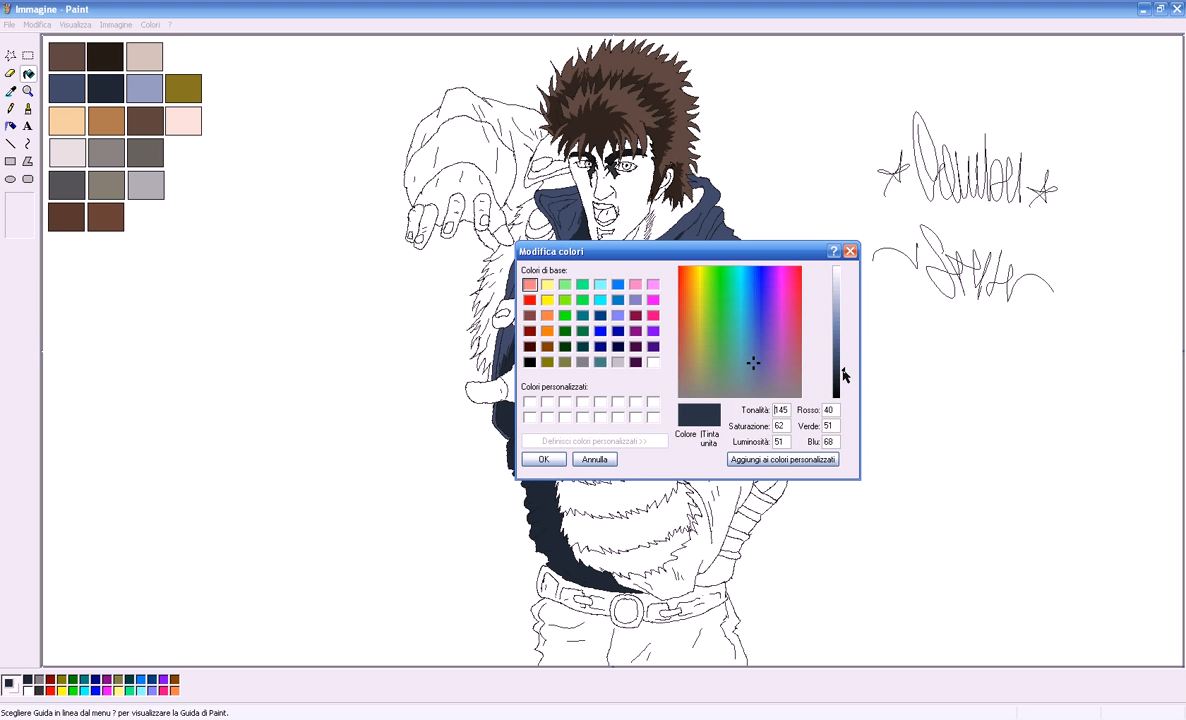 Immagine - Paint
File Modifica Visualizza Immagine Colori ?
Modifica colori
Colori di base:
Colori personalizzati:
Definisci colori personalizzati >>
OK Annulla
Colore |Tinta
unita
Tonalità: 145 Rosso: 40
Saturazione: 62 Verde: 51
Luminosità: 51 Blu: 68
Aggiungi ai colori personalizzati
Scegliere Guida in linea dal menu ? per visualizzare la Guida di Paint.